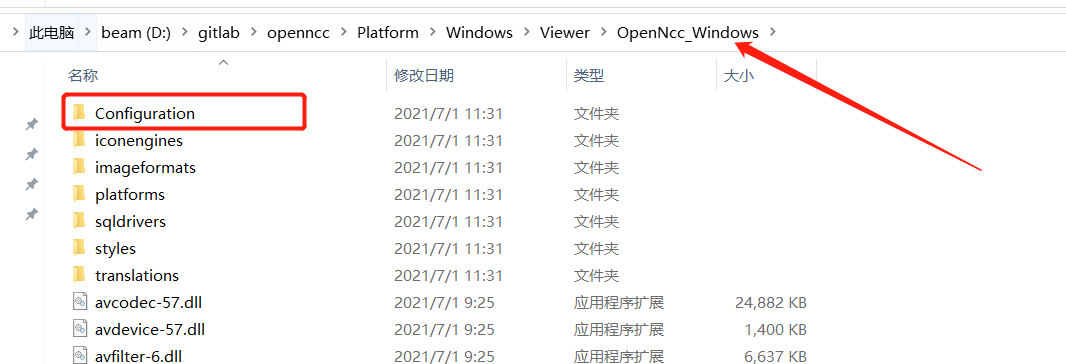 此电脑 > beam (D:) > gitlab > openncc > Platform > Windows > Viewer > OpenNcc_Windows >
名称 修改日期 类型 大小
Configuration 2021/7/1 11:31 文件夹
iconengines 2021/7/1 11:31 文件夹
imageformats 2021/7/1 11:31 文件夹
platforms 2021/7/1 11:31 文件夹
sqldrivers 2021/7/1 11:31 文件夹
styles 2021/7/1 11:31 文件夹
translations 2021/7/1 11:31 文件夹
avcodec-57.dll 2021/7/1 9:25 应用程序扩展 24,882 KB
avdevice-57.dll 2021/7/1 9:25 应用程序扩展 1,400 KB
avfilter-6.dll 2021/7/1 9:25 应用程序扩展 6,637 KB